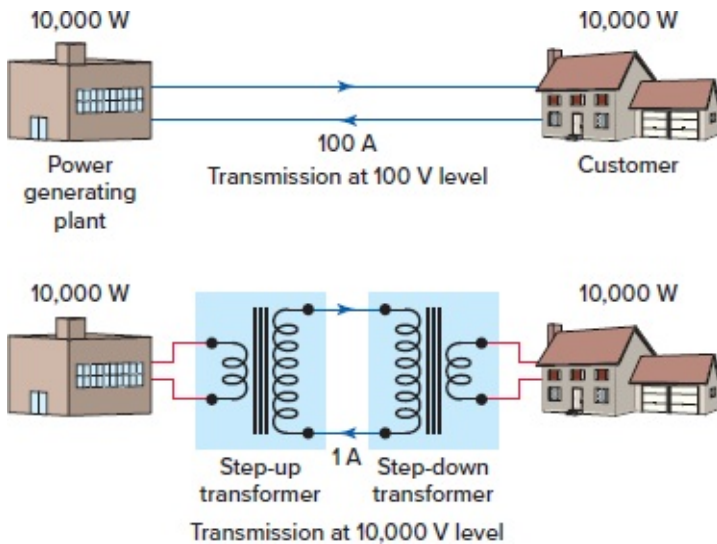 10,000 W
10,000 W
100 A
Transmission at 100 V level
Power
generating
plant
Customer
10,000 W
10,000 W
1 A
Step-up
transformer
Step-down
transformer
Transmission at 10,000 V level